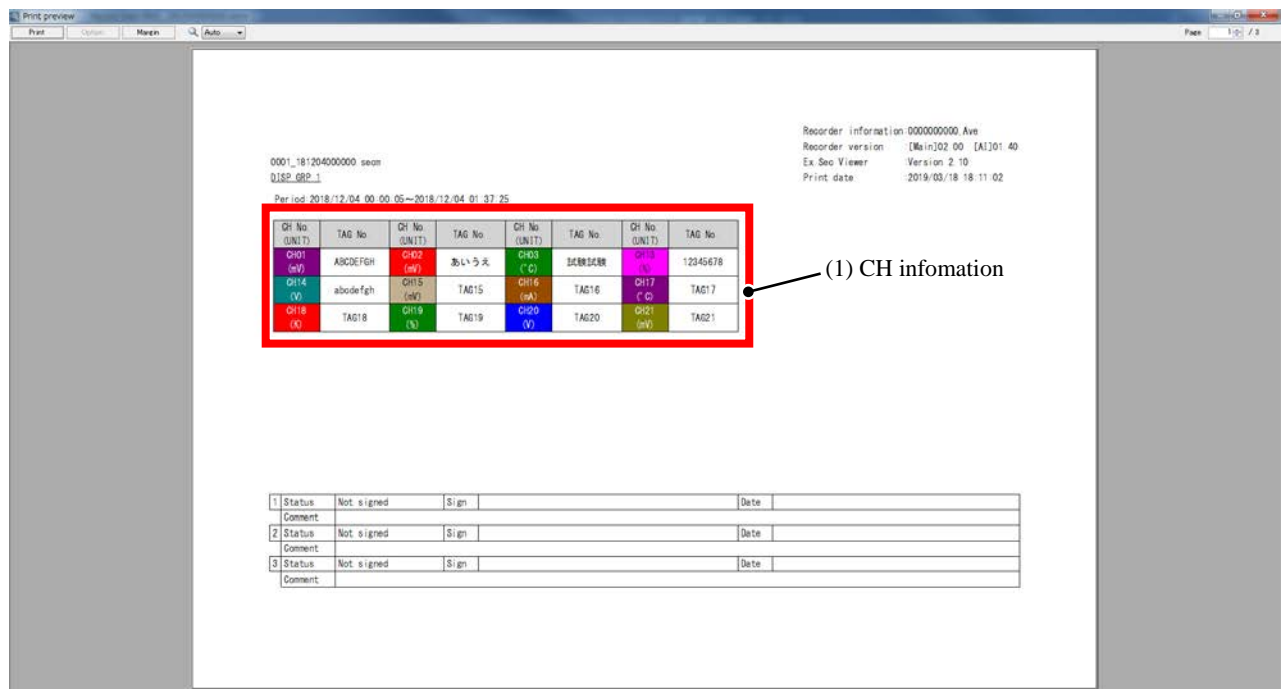 Print preview
Print Option Margin Auto Page 1 / 3
Recorder information:0000000000.Ave
Recorder version :[Main]02.00 [AI]01.40
0001_181204000000.seom Ex.Sec Viewer :Version 2.10
DISP GRP 1 Print date :2019/03/18 18:11:02
Period:2018/12/04 00:00:05~2018/12/04 01:37:25
CH No. (UNIT) TAG No. CH No. (UNIT) TAG No. CH No. (UNIT) TAG No. CH No. (UNIT) TAG No.
CH01 (mV) ABCDEFGH CH02 (mV) あいうえ CH03 (°C) 試験試験 CH13 (%) 12345678
CH14 (V) abcdefgh CH15 (mV) TAG15 CH16 (mA) TAG16 CH17 (°C) TAG17
CH18 (K) TAG18 CH19 (%) TAG19 CH20 (V) TAG20 CH21 (mV) TAG21
(1) CH infomation
1 Status Not signed Sign Date
Comment
2 Status Not signed Sign Date
Comment
3 Status Not signed Sign Date
Comment